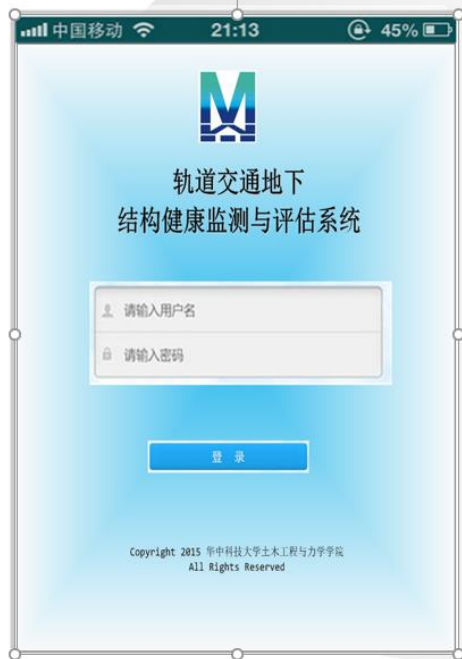 中国移动 21:13 45%
轨道交通地下
结构健康监测与评估系统
请输入用户名
请输入密码
登 录
Copyright 2015 华中科技大学土木工程与力学学院
All Rights Reserved